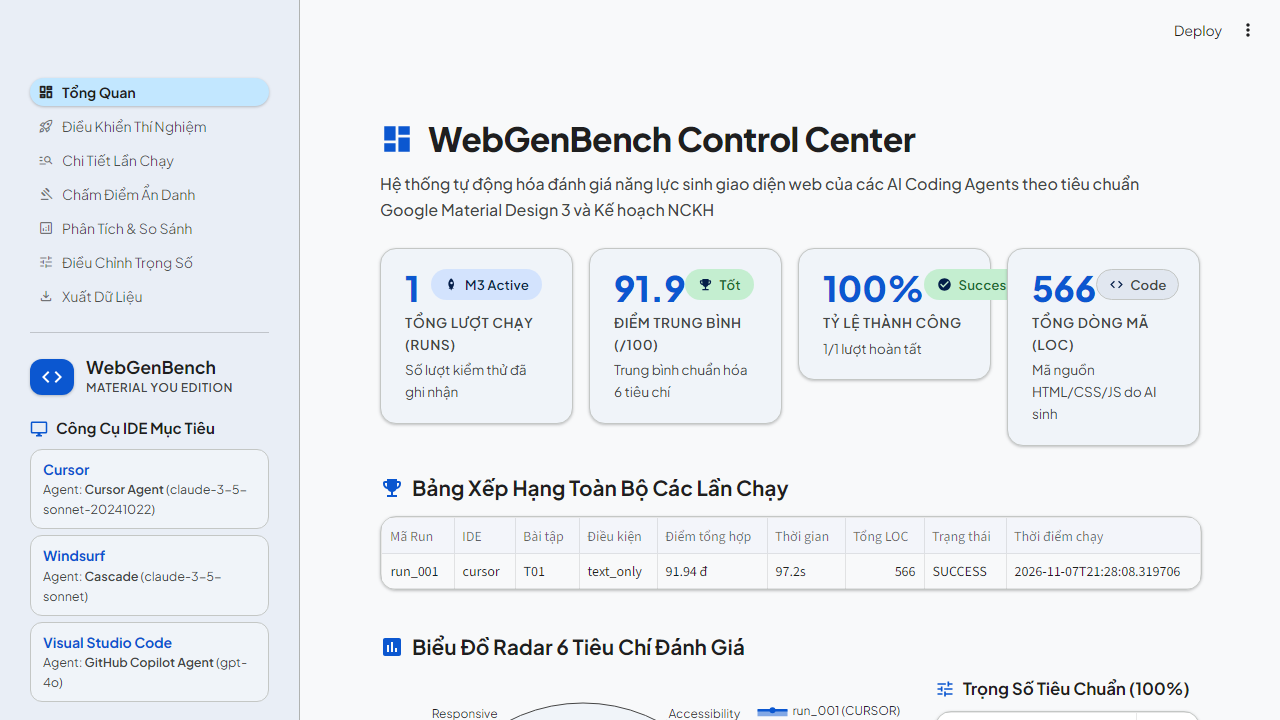 Deploy
Tổng Quan
Điều Khiển Thí Nghiệm
Chi Tiết Lần Chạy
Chấm Điểm Ẩn Danh
Phân Tích & So Sánh
Điều Chỉnh Trọng Số
Xuất Dữ Liệu
WebGenBench
MATERIAL YOU EDITION
Công Cụ IDE Mục Tiêu
Cursor
Agent: Cursor Agent (claude-3-5-
sonnet-20241022)
Windsurf
Agent: Cascade (claude-3-5-
sonnet)
Visual Studio Code
Agent: GitHub Copilot Agent (gpt-
4o)
WebGenBench Control Center
Hệ thống tự động hóa đánh giá năng lực sinh giao diện web của các AI Coding Agents theo tiêu chuẩn
Google Material Design 3 và Kế hoạch NCKH
1 M3 Active
TỔNG LƯỢT CHẠY
(RUNS)
Số lượt kiểm thử đã
ghi nhận
91.9 Tốt
ĐIỂM TRUNG BÌNH
(/100)
Trung bình chuẩn hóa
6 tiêu chí
100% Succes
TỶ LỆ THÀNH CÔNG
1/1 lượt hoàn tất
566 Code
TỔNG DÒNG MÃ
(LOC)
Mã nguồn
HTML/CSS/JS do AI
sinh
Bảng Xếp Hạng Toàn Bộ Các Lần Chạy
Mã Run IDE Bài tập Điều kiện Điểm tổng hợp Thời gian Tổng LOC Trạng thái Thời điểm chạy
run_001 cursor T01 text_only 91.94 đ 97.2s 566 SUCCESS 2026-11-07T21:28:08.319706
Biểu Đồ Radar 6 Tiêu Chí Đánh Giá
Responsive
Accessibility
run_001 (CURSOR)
Trọng Số Tiêu Chuẩn (100%)